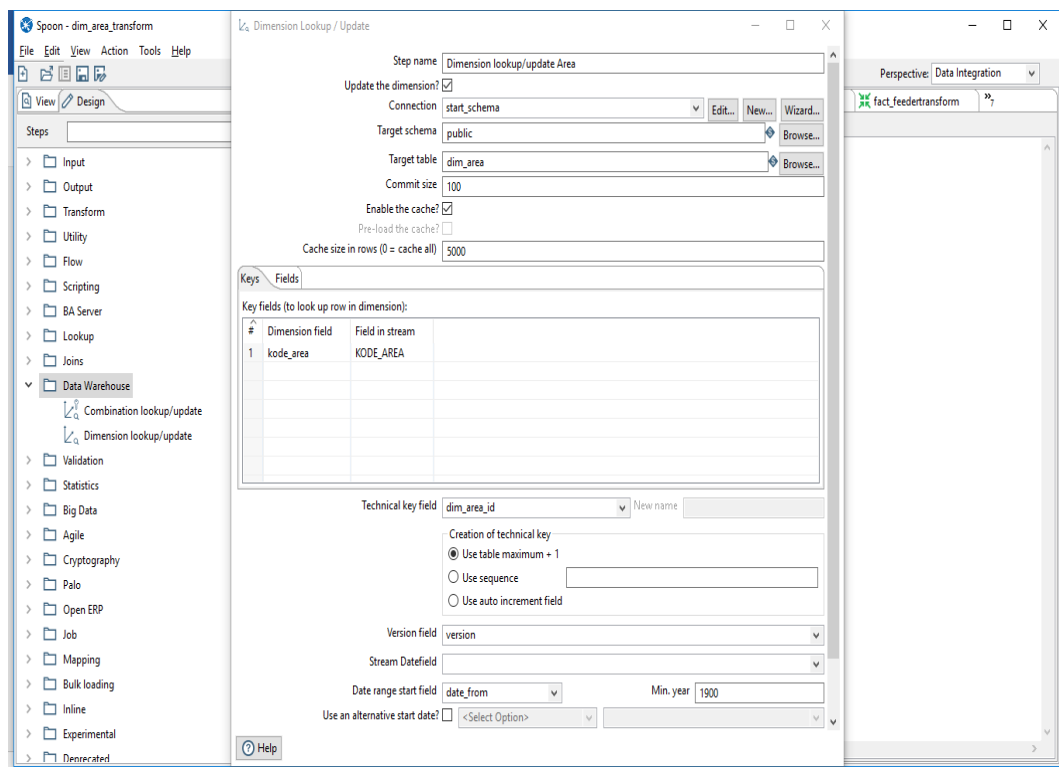 Spoon - dim_area_transform
File Edit View Action Tools Help
View Design
Steps
Input
Output
Transform
Utility
Flow
Scripting
BA Server
Lookup
Joins
Data Warehouse
Combination lookup/update
Dimension lookup/update
Validation
Statistics
Big Data
Agile
Cryptography
Palo
Open ERP
Job
Mapping
Bulk loading
Inline
Experimental
Deprecated
Dimension Lookup / Update
Step name Dimension lookup/update Area
Update the dimension?
Connection start_schema Edit... New... Wizard...
Target schema public Browse...
Target table dim_area Browse...
Commit size 100
Enable the cache?
Pre-load the cache?
Cache size in rows (0 = cache all) 5000
Keys Fields
Key fields (to look up row in dimension):
# Dimension field Field in stream
1 kode_area KODE_AREA
Technical key field dim_area_id New name
Creation of technical key
Use table maximum + 1
Use sequence
Use auto increment field
Version field version
Stream Datefield
Date range start field date_from Min. year 1900
Use an alternative start date? <Select Option>
Help
Perspective: Data Integration
fact_feedertransform »7